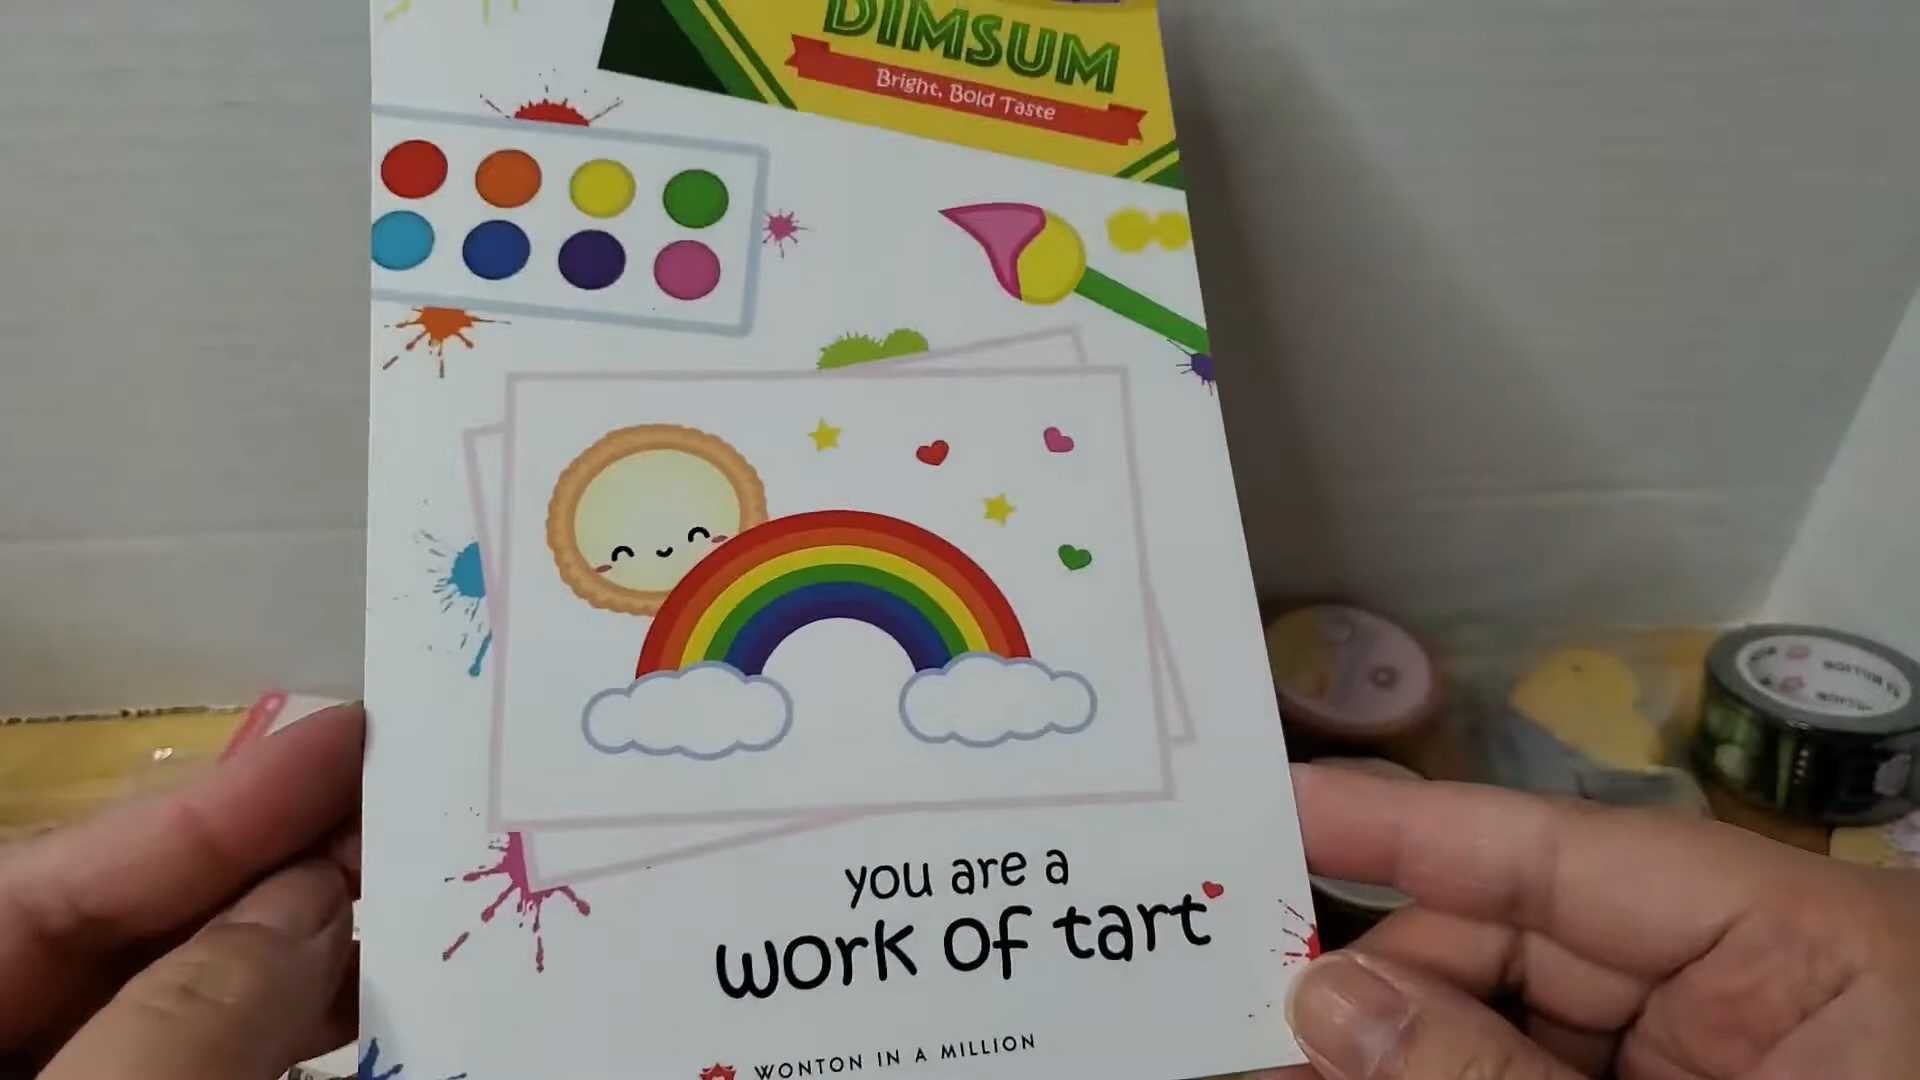 DIMSUM
Bright, Bold Taste
you are a
work of tart
WONTON IN A MILLION